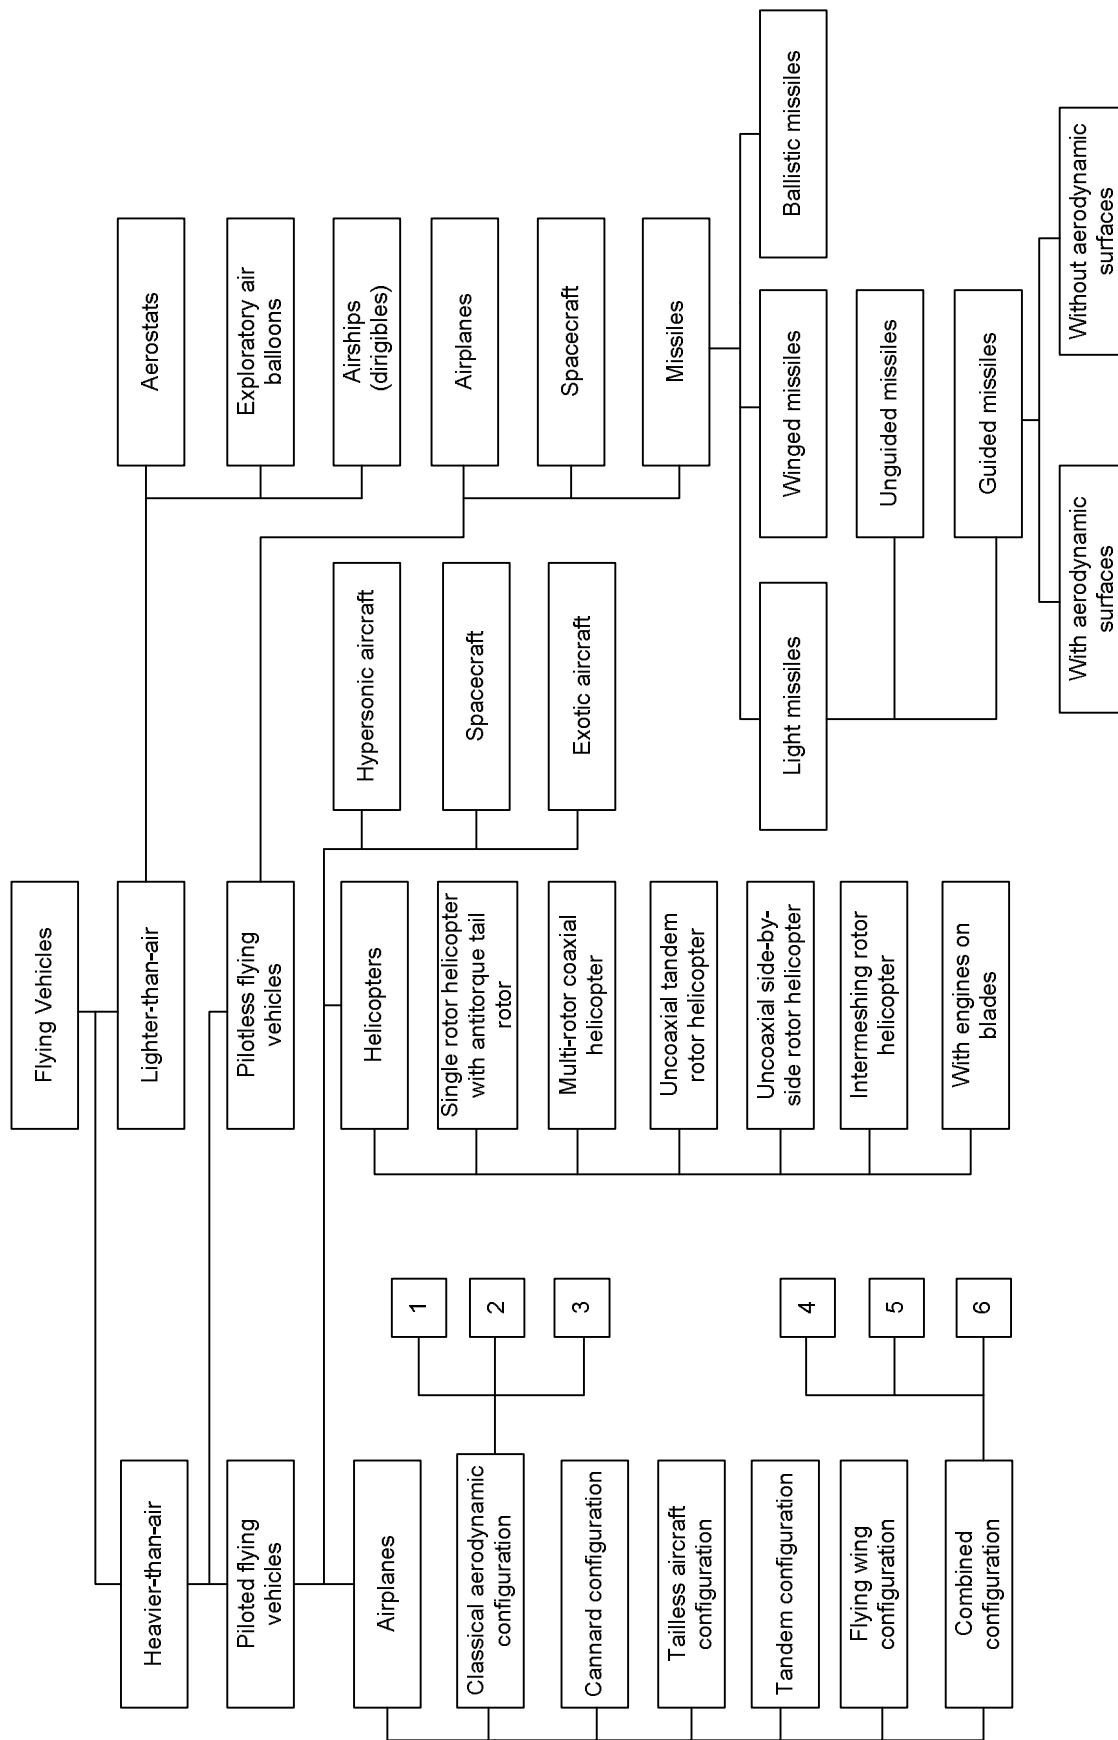 Flying Vehicles
Heavier-than-air
Lighter-than-air
Aerostats
Exploratory air
balloons
Airships
(dirigibles)
Piloted flying
vehicles
Pilotless flying
vehicles
Airplanes
Spacecraft
Missiles
Airplanes
Helicopters
Hypersonic aircraft
Spacecraft
Exotic aircraft
Classical aerodynamic
configuration
1
2
3
Cannard configuration
Tailless aircraft
configuration
Tandem configuration
Flying wing
configuration
Combined
configuration
4
5
6
Single rotor helicopter
with antitorque tail
rotor
Multi-rotor coaxial
helicopter
Uncoaxial tandem
rotor helicopter
Uncoaxial side-by-
side rotor helicopter
Intermeshing rotor
helicopter
With engines on
blades
Light missiles
Winged missiles
Ballistic missiles
Unguided missiles
Guided missiles
With aerodynamic
surfaces
Without aerodynamic
surfaces